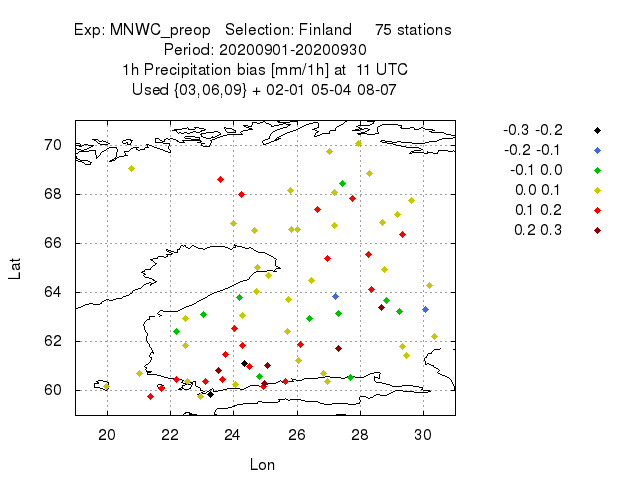 Exp: MNWC_preop Selection: Finland 75 stations
Period: 20200901-20200930
1h Precipitation bias [mm/1h] at 11 UTC
Used {03,06,09} + 02-01 05-04 08-07
-0.3 -0.2
-0.2 -0.1
-0.1 0.0
0.0 0.1
0.1 0.2
0.2 0.3
70
68
66
64
62
60
Lat
20 22 24 26 28 30
Lon